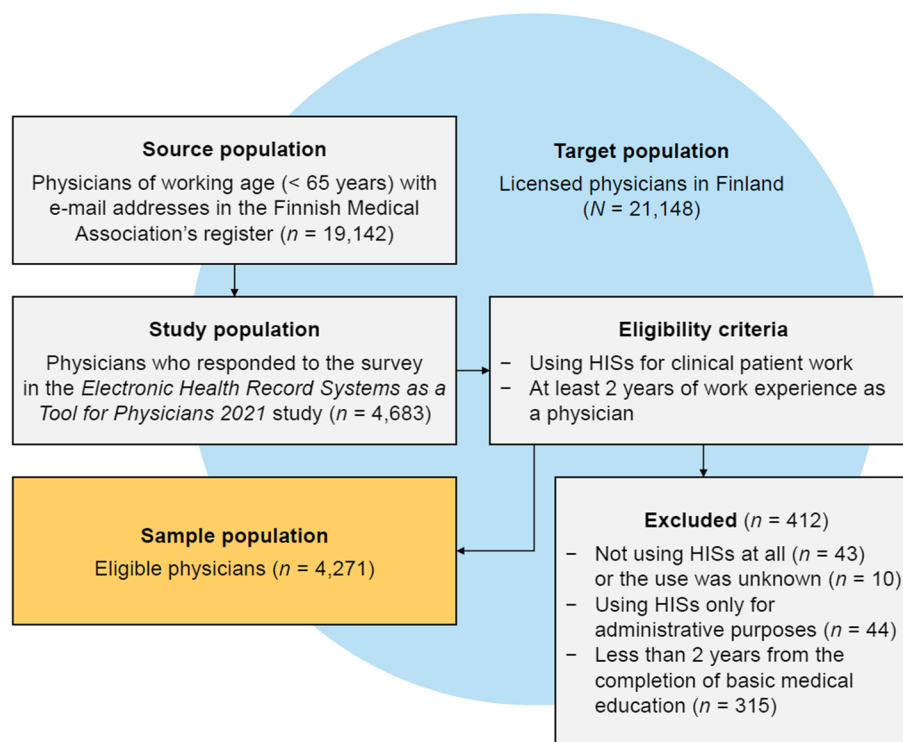 Source population
Physicians of working age (< 65 years) with
e-mail addresses in the Finnish Medical
Association's register (n = 19,142)
Target population
Licensed physicians in Finland
(N = 21,148)
Study population
Physicians who responded to the survey
in the Electronic Health Record Systems as a
Tool for Physicians 2021 study (n = 4,683)
Eligibility criteria
− Using HISs for clinical patient work
− At least 2 years of work experience as
a physician
Sample population
Eligible physicians (n = 4,271)
Excluded (n = 412)
− Not using HISs at all (n = 43)
or the use was unknown (n = 10)
− Using HISs only for
administrative purposes (n = 44)
− Less than 2 years from the
completion of basic medical
education (n = 315)